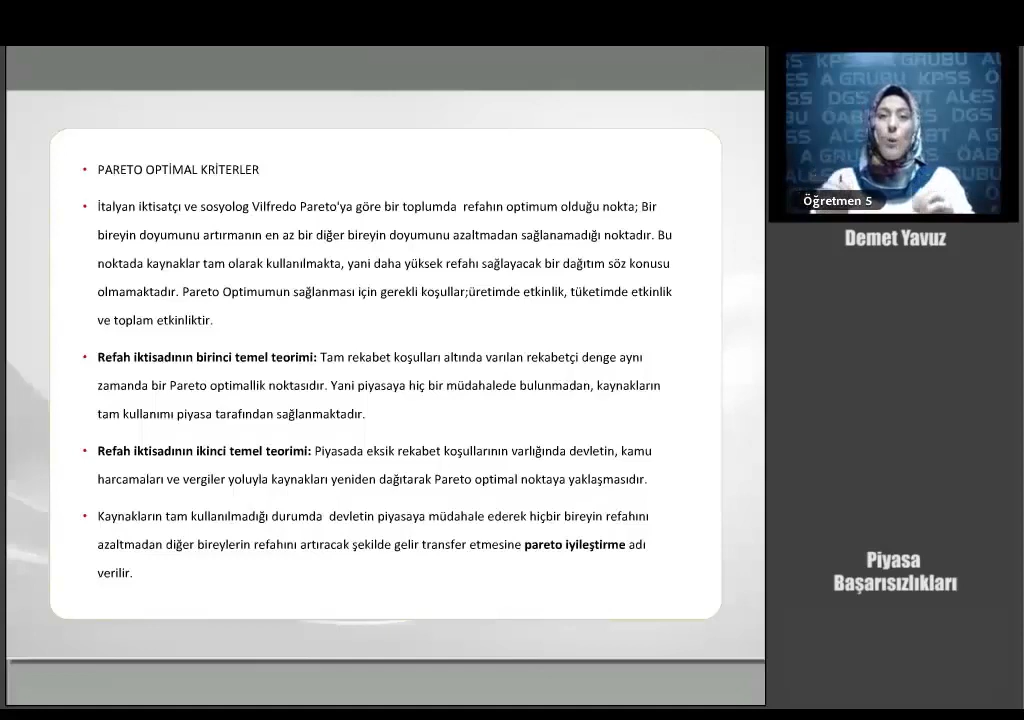 PARETO OPTİMAL KRİTERLER
İtalyan iktisatçı ve sosyolog Vilfredo Pareto'ya göre bir toplumda refahın optimum olduğu nokta; Bir
bireyin doyumunu artırmanın en az bir diğer bireyin doyumunu azaltmadan sağlanamadığı noktadır. Bu
noktada kaynaklar tam olarak kullanılmakta, yani daha yüksek refahı sağlayacak bir dağıtım söz konusu
olmamaktadır. Pareto Optimumun sağlanması için gerekli koşullar;üretimde etkinlik, tüketimde etkinlik
ve toplam etkinliktir.
Refah iktisadının birinci temel teorimi: Tam rekabet koşulları altında varılan rekabetçi denge aynı
zamanda bir Pareto optimallik noktasıdır. Yani piyasaya hiç bir müdahalede bulunmadan, kaynakların
tam kullanımı piyasa tarafından sağlanmaktadır.
Refah iktisadının ikinci temel teorimi: Piyasada eksik rekabet koşullarının varlığında devletin, kamu
harcamaları ve vergiler yoluyla kaynakları yeniden dağıtarak Pareto optimal noktaya yaklaşmasıdır.
Kaynakların tam kullanılmadığı durumda devletin piyasaya müdahale ederek hiçbir bireyin refahını
azaltmadan diğer bireylerin refahını artıracak şekilde gelir transfer etmesine pareto iyileştirme adı
verilir.
Öğretmen 5
Demet Yavuz
Piyasa
Başarısızlıkları